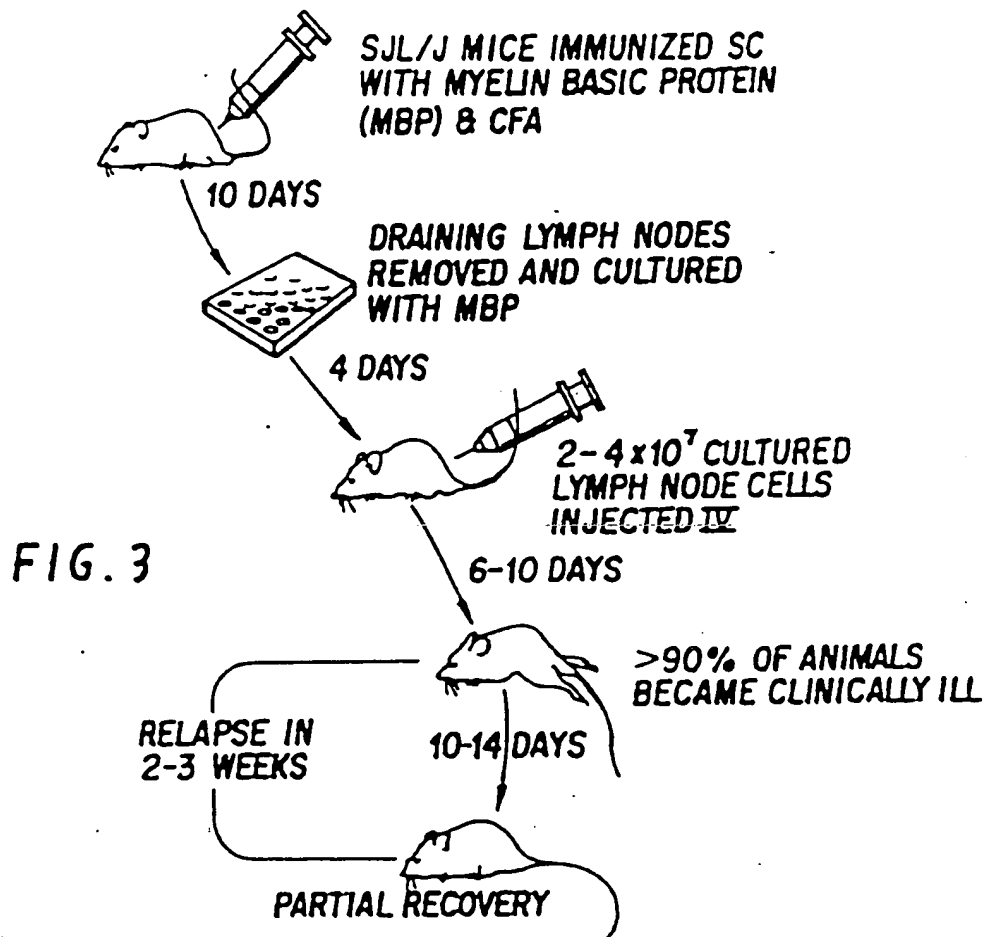 SJL/J MICE IMMUNIZED SC
WITH MYELIN BASIC PROTEIN
(MBP) & CFA
10 DAYS
DRAINING LYMPH NODES
REMOVED AND CULTURED
WITH MBP
4 DAYS
2-4x10⁷ CULTURED
LYMPH NODE CELLS
INJECTED IV
FIG. 3
6-10 DAYS
>90% OF ANIMALS
BECAME CLINICALLY ILL
RELAPSE IN
2-3 WEEKS
10-14 DAYS
PARTIAL RECOVERY